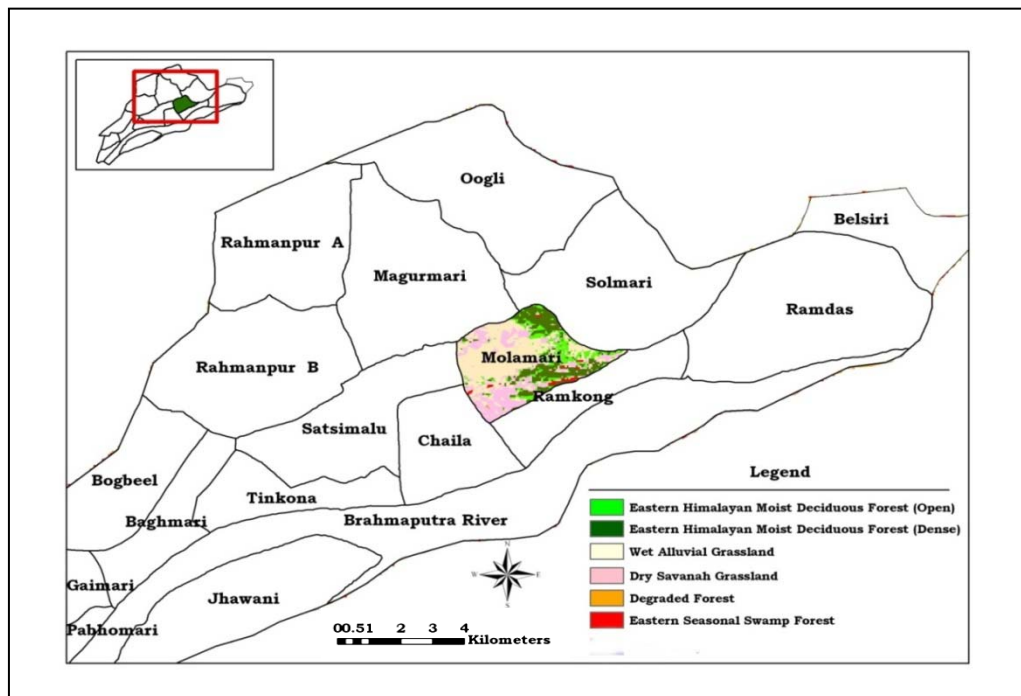 Oogli
Belsiri
Rahmanpur A
Magurmari
Solmari
Ramdas
Molamari
Rahmanpur B
Ramkong
Satsimalu
Chaila
Legend
Bogbeel
Tinkona
Baghmari
Brahmaputra River
Eastern Himalayan Moist Deciduous Forest (Open)
Eastern Himalayan Moist Deciduous Forest (Dense)
Wet Alluvial Grassland
Dry Savanah Grassland
Degraded Forest
Eastern Seasonal Swamp Forest
N
W E
S
Gaimari
Jhawani
Pabhomari
00.51 2 3 4
Kilometers